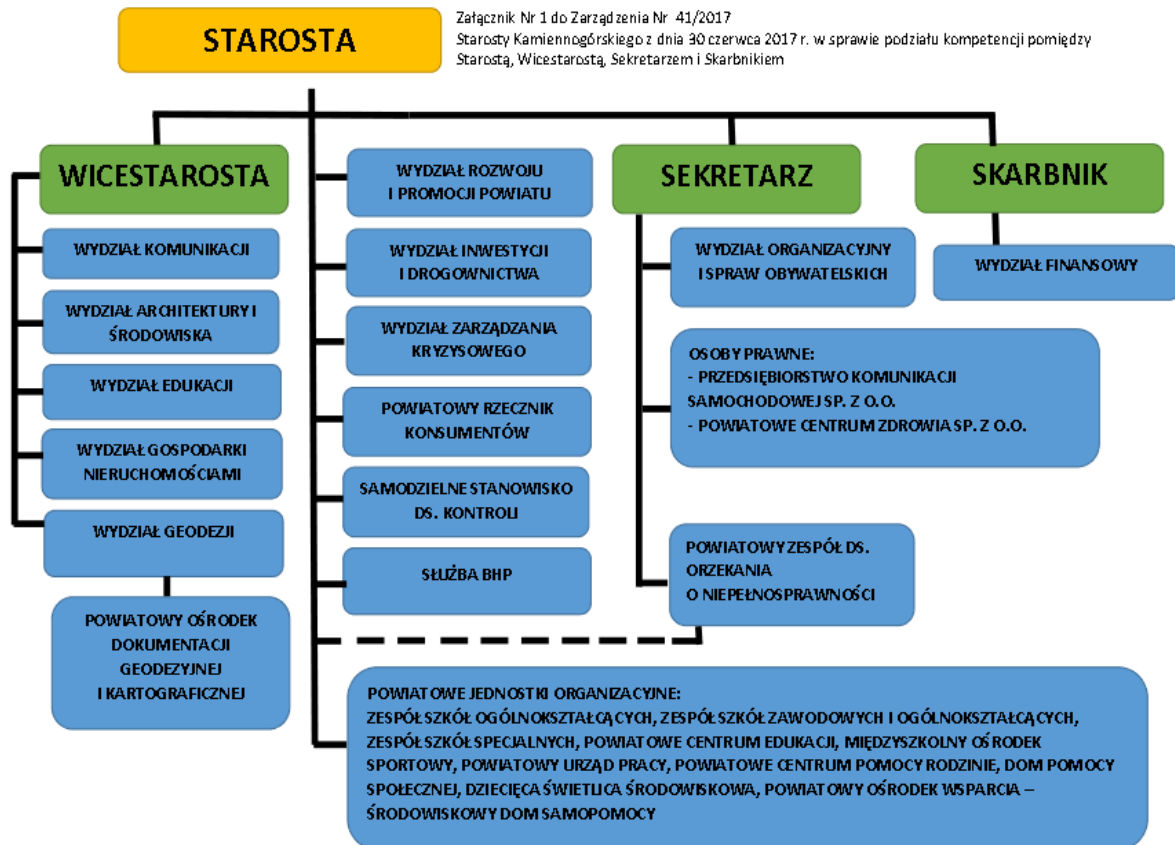 STAROSTA
Załącznik Nr 1 do Zarządzenia Nr 41/2017
Starosty Kamiennogórskiego z dnia 30 czerwca 2017 r. w sprawie podziału kompetencji pomiędzy
Starostą, Wicestarostą, Sekretarzem i Skarbnikiem
WICESTAROSTA
WYDZIAŁ KOMUNIKACJI
WYDZIAŁ ARCHITEKTURY I
ŚRODOWISKA
WYDZIAŁ EDUKACJI
WYDZIAŁ GOSPODARKI
NIERUCHOMOŚCIAMI
WYDZIAŁ GEODEZJI
POWIATOWY OŚRODEK
DOKUMENTACJI
GEODEZYJNEJ
I KARTOGRAFICZNEJ
WYDZIAŁ ROZWOJU
I PROMOCJI POWIATU
WYDZIAŁ INWESTYCJI
I DROGOWNICTWA
WYDZIAŁ ZARZĄDZANIA
KRYZYSOWEGO
POWIATOWY RZECZNIK
KONSUMENTÓW
SAMODZIELNE STANOWISKO
DS. KONTROLI
SŁUŻBA BHP
SEKRETARZ
WYDZIAŁ ORGANIZACYJNY
I SPRAW OBYWATELSKICH
OSOBY PRAWNE:
- PRZEDSIĘBIORSTWO KOMUNIKACJI
SAMOCHODOWEJ SP. Z O.O.
- POWIATOWE CENTRUM ZDROWIA SP. Z O.O.
POWIATOWY ZESPÓŁ DS.
ORZEKANIA
O NIEPEŁNOSPRAWNOŚCI
SKARBNIK
WYDZIAŁ FINANSOWY
POWIATOWE JEDNOSTKI ORGANIZACYJNE:
ZESPÓŁ SZKÓŁ OGÓLNOKSZTAŁCĄCYCH, ZESPÓŁ SZKÓŁ ZAWODOWYCH I OGÓLNOKSZTAŁCĄCYCH,
ZESPÓŁ SZKÓŁ SPECJALNYCH, POWIATOWE CENTRUM EDUKACJI, MIĘDZYSZKOLNY OŚRODEK
SPORTOWY, POWIATOWY URZĄD PRACY, POWIATOWE CENTRUM POMOCY RODZINIE, DOM POMOCY
SPOŁECZNEJ, DZIECIĘCA ŚWIETLICA ŚRODOWISKOWA, POWIATOWY OŚRODEK WSPARCIA –
ŚRODOWISKOWY DOM SAMOPOMOCY